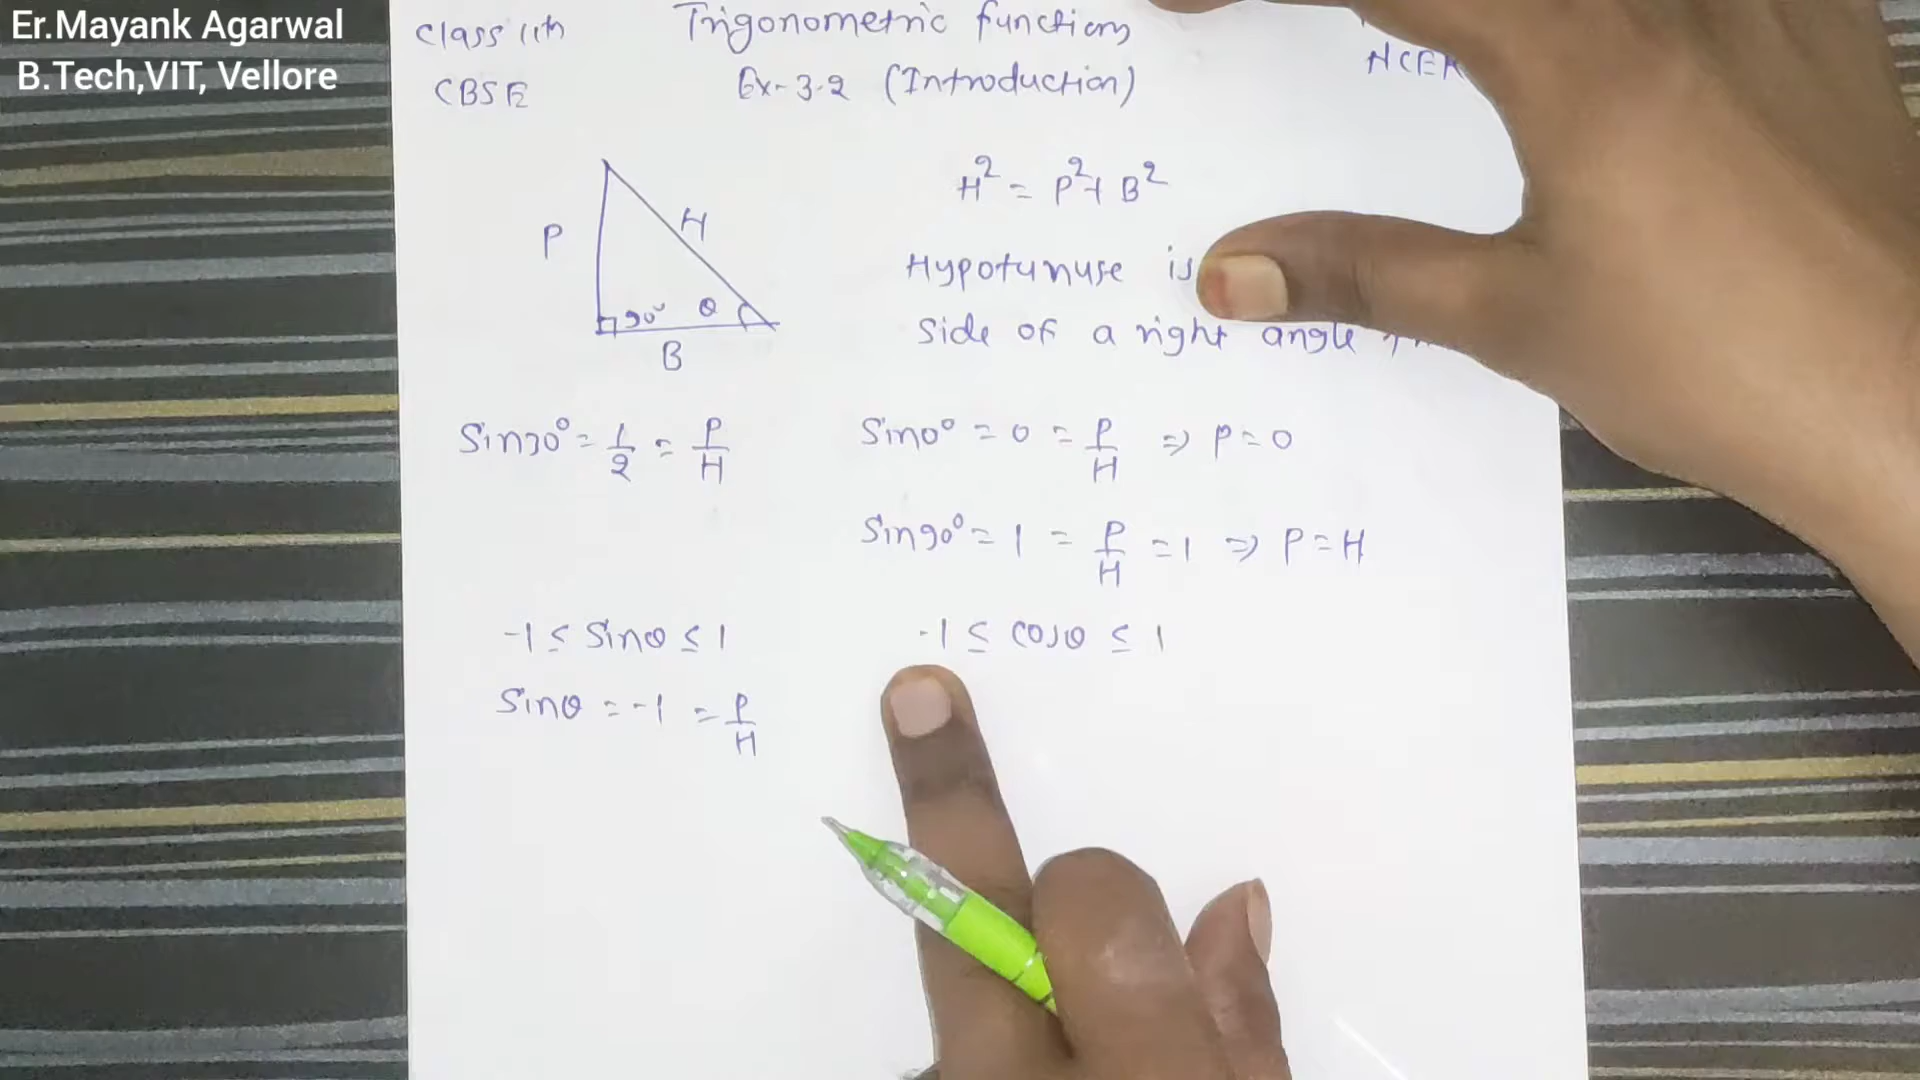 Er.Mayank Agarwal
B.Tech,VIT, Vellore
Class 11th
CBSE
Trigonometric functions
Ex-3.2 (Introduction)
P
H
90° θ
B
H² = P² + B²
Hypotunuse is
Side of a right angle
Sin30° = 1/2 = P/H
Sin0° = 0 = P/H ⇒ P = 0
Sin90° = 1 = P/H = 1 ⇒ P = H
-1 ≤ Sinθ ≤ 1
-1 ≤ cosθ ≤ 1
Sinθ = -1 = P/H